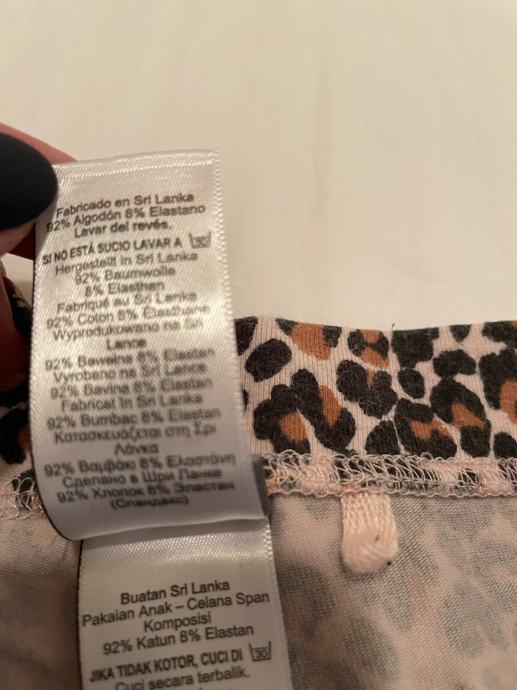 Fabricado en Sri Lanka
92% Algodón 8% Elastano
Lavar del revés.
SI NO ESTÁ SUCIO LAVAR A 30
Hergestellt in Sri Lanka
92% Baumwolle
8% Elasthan
Fabriqué au Sri Lanka
92% Coton 8% Élasthane
Wyprodukowano na Sri
Lance
92% Bawełna 8% Elastan
Vyrobeno na Srí Lance
92% Bavlna 8% Elastan
Fabricat în Sri Lanka
92% Bumbac 8% Elastan
Κατασκευάζεται στη Σρι
Λάνκα
92% Βαμβάκι 8% Ελαστάνη
Сделано в Шри Ланке
92% Хлопок 8% Эластан
(Спандекс)
Buatan Sri Lanka
Pakaian Anak – Celana Span
Komposisi
92% Katun 8% Elastan
JIKA TIDAK KOTOR, CUCI DI 30
Cuci secara terbalik.